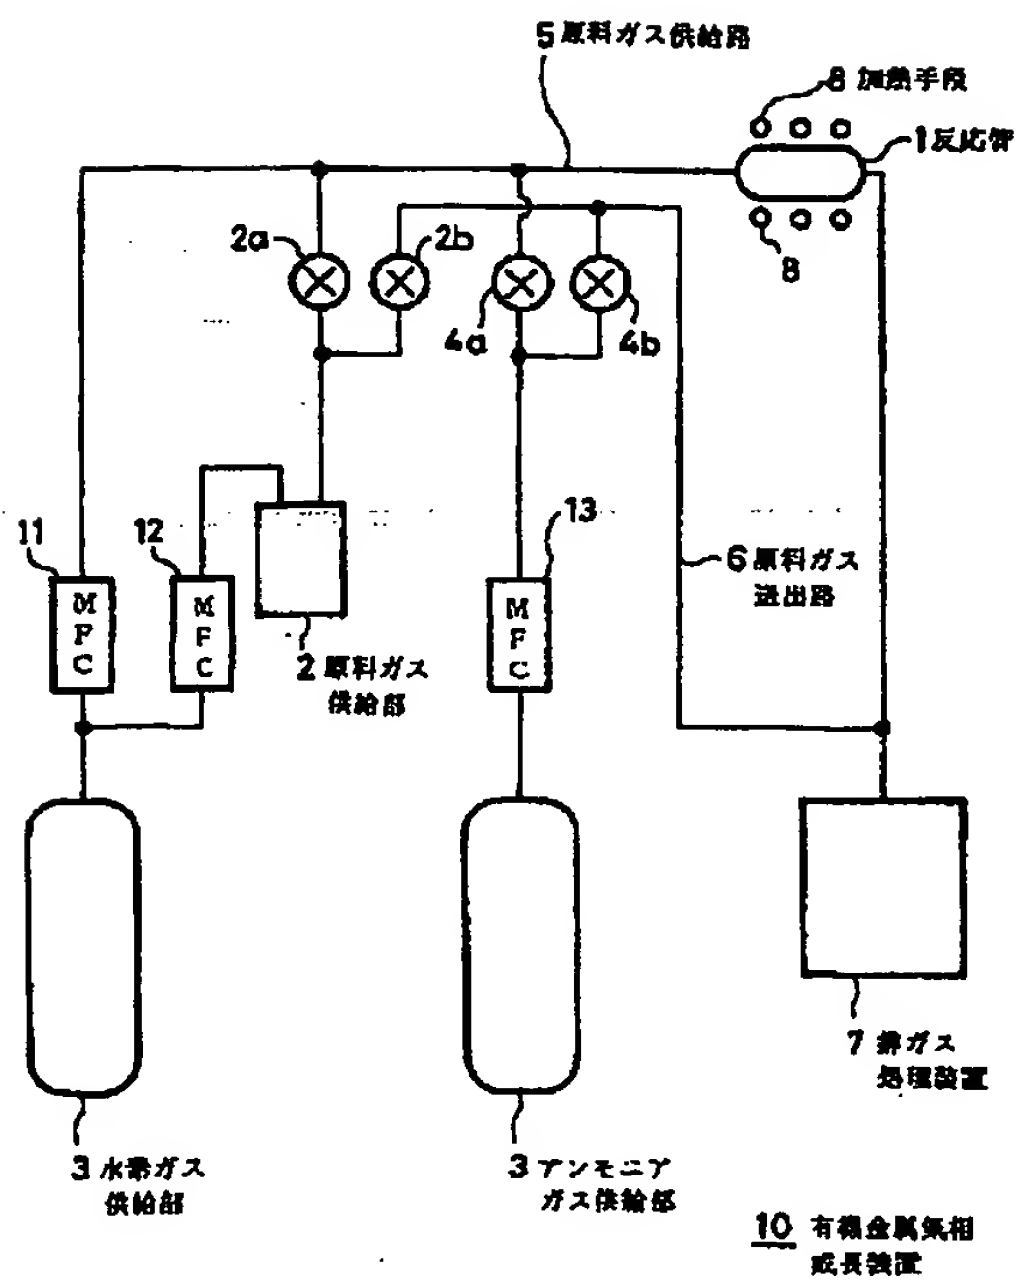 5 原料ガス供給路
8 加熱手段
1 反応管
2a
2b
4a
4b
8
11
12
13
M
F
C
M
F
C
M
F
C
6 原料ガス
迸出路
2 原料ガス
供給部
7 排ガス
処理装置
3 水素ガス
供給部
3 アンモニア
ガス供給部
10 有機金属気相
成長装置